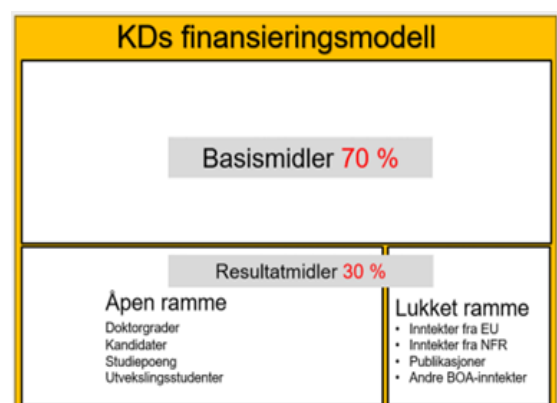 KDs finansieringsmodell
Basismidler 70 %
Resultatmidler 30 %
Åpen ramme
Doktorgrader
Kandidater
Studiepoeng
Utvekslingsstudenter
Lukket ramme
• Inntekter fra EU
• Inntekter fra NFR
• Publikasjoner
• Andre BOA-inntekter